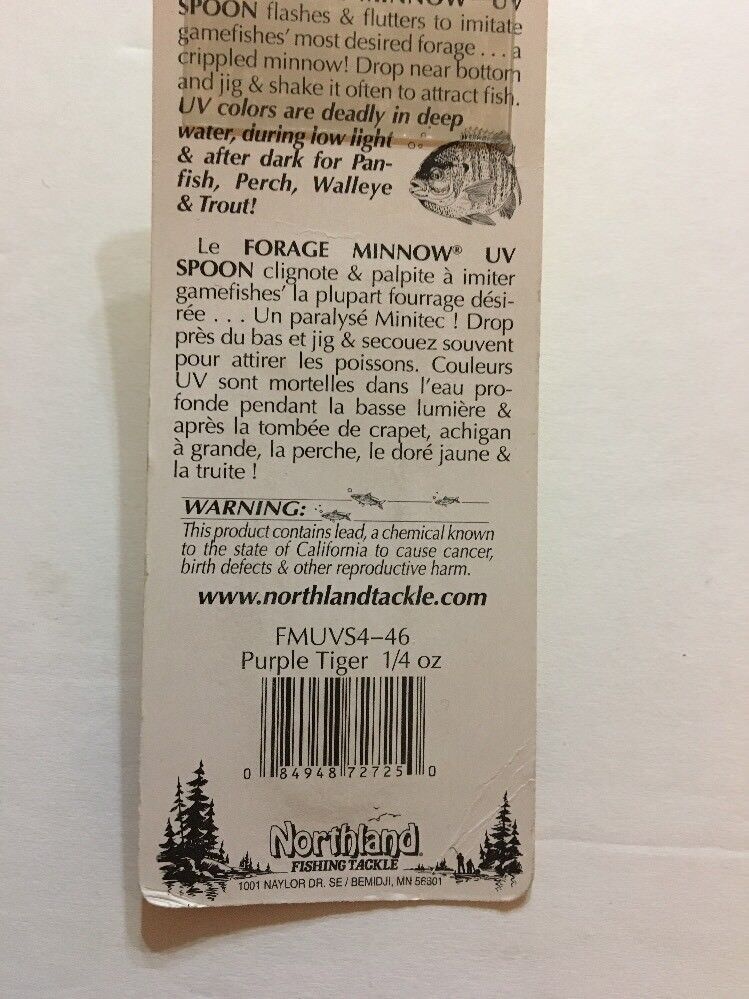 MINNOW UV
SPOON flashes & flutters to imitate
gamefishes' most desired forage . . . a
crippled minnow! Drop near bottom
and jig & shake it often to attract fish.
UV colors are deadly in deep
water, during low light
& after dark for Pan-
fish, Perch, Walleye
& Trout!
Le FORAGE MINNOW® UV
SPOON clignote & palpite à imiter
gamefishes' la plupart fourrage dési-
rée . . . Un paralysé Minitec ! Drop
près du bas et jig & secouez souvent
pour attirer les poissons. Couleurs
UV sont mortelles dans l'eau pro-
fonde pendant la basse lumière &
après la tombée de crapet, achigan
à grande, la perche, le doré jaune &
la truite !
WARNING:
This product contains lead, a chemical known
to the state of California to cause cancer,
birth defects & other reproductive harm.
www.northlandtackle.com
FMUVS4-46
Purple Tiger 1/4 oz
0 84948 72725 0
Northland
FISHING TACKLE
1001 NAYLOR DR. SE / BEMIDJI, MN 56601